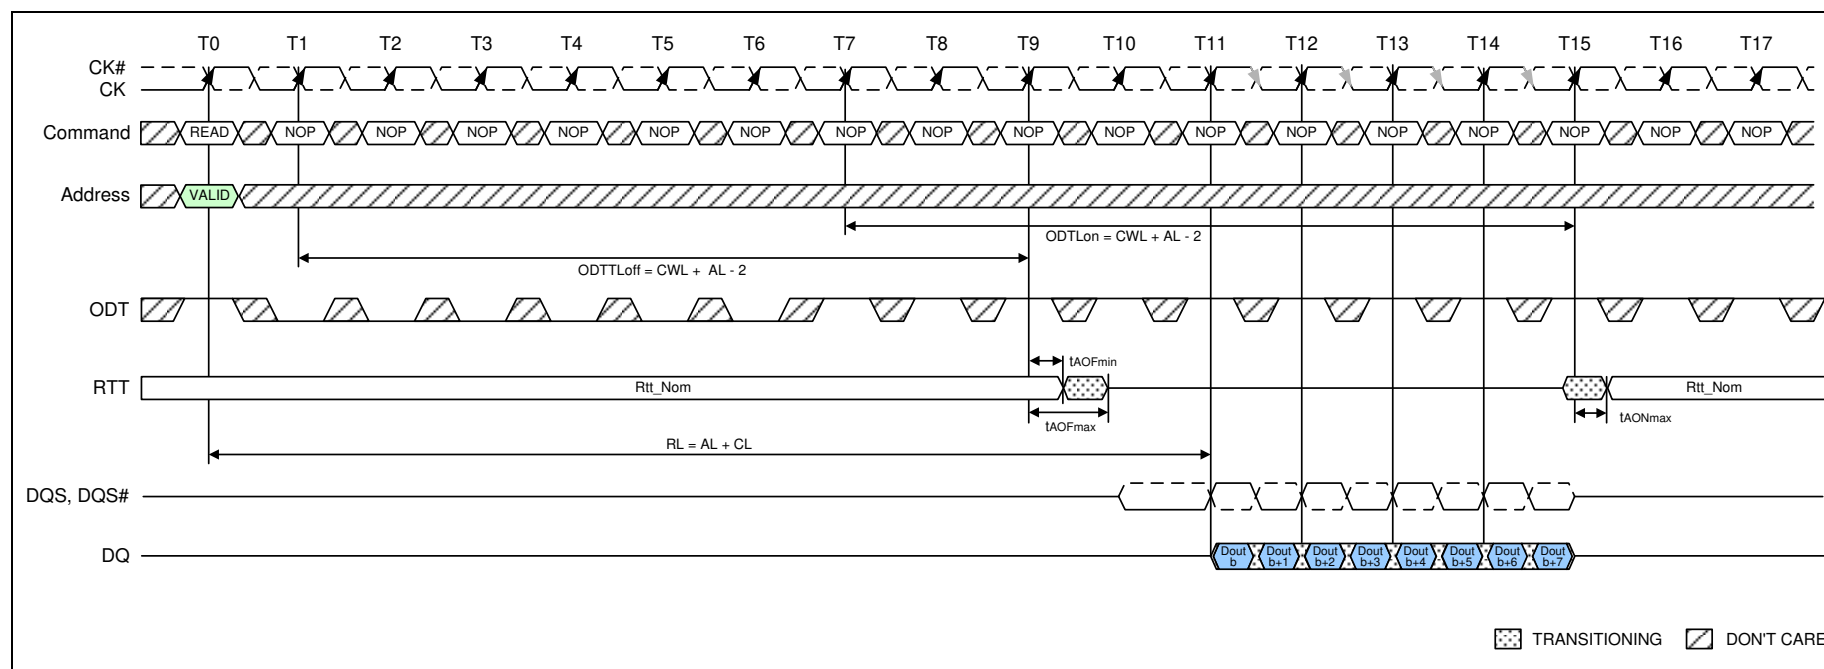 T0 T1 T2 T3 T4 T5 T6 T7 T8 T9 T10 T11 T12 T13 T14 T15 T16 T17
CK#
CK
Command READ NOP NOP NOP NOP NOP NOP NOP NOP NOP NOP NOP NOP NOP NOP NOP NOP NOP
Address VALID
ODTLon = CWL + AL - 2
ODTTLoff = CWL + AL - 2
ODT
tAOFmin
RTT Rtt_Nom Rtt_Nom
tAOFmax tAONmax
RL = AL + CL
DQS, DQS#
DQ
Dout Dout Dout Dout Dout Dout Dout Dout
b b+1 b+2 b+3 b+4 b+5 b+6 b+7
TRANSITIONING DON'T CARE